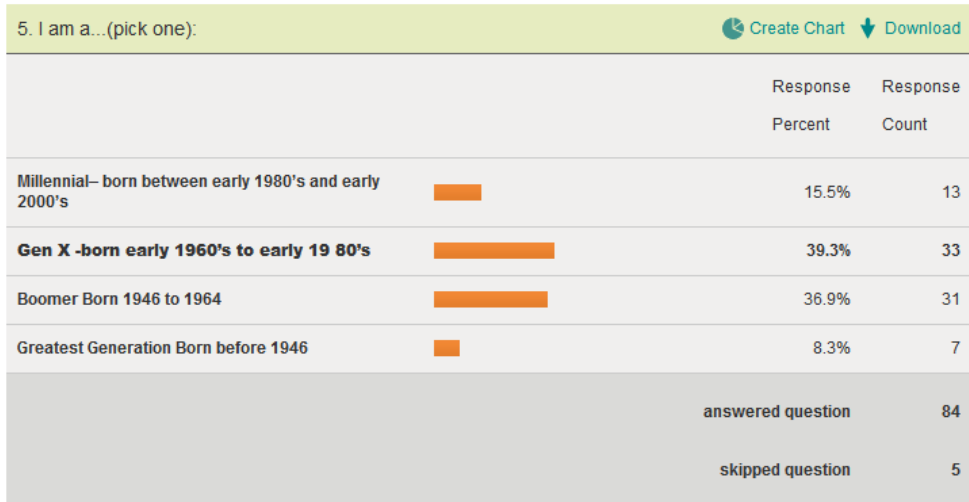 5. I am a...(pick one): Create Chart Download
Response Response
Percent Count
Millennial– born between early 1980's and early
2000's 15.5% 13
Gen X -born early 1960's to early 19 80's 39.3% 33
Boomer Born 1946 to 1964 36.9% 31
Greatest Generation Born before 1946 8.3% 7
answered question 84
skipped question 5